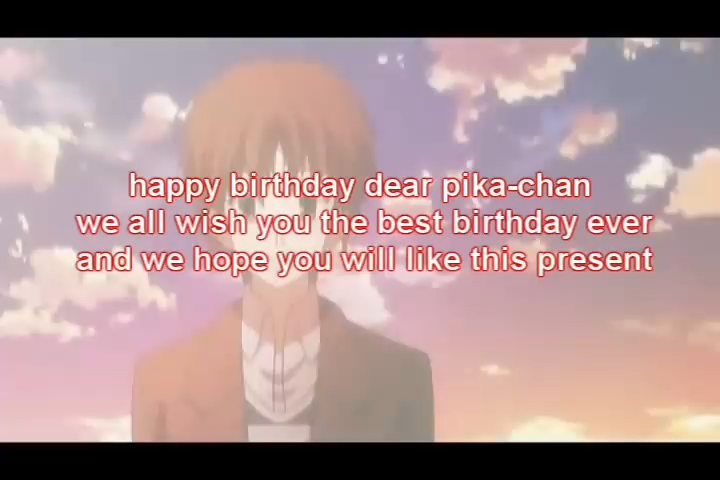 happy birthday dear pika-chan
we all wish you the best birthday ever
and we hope you will like this present